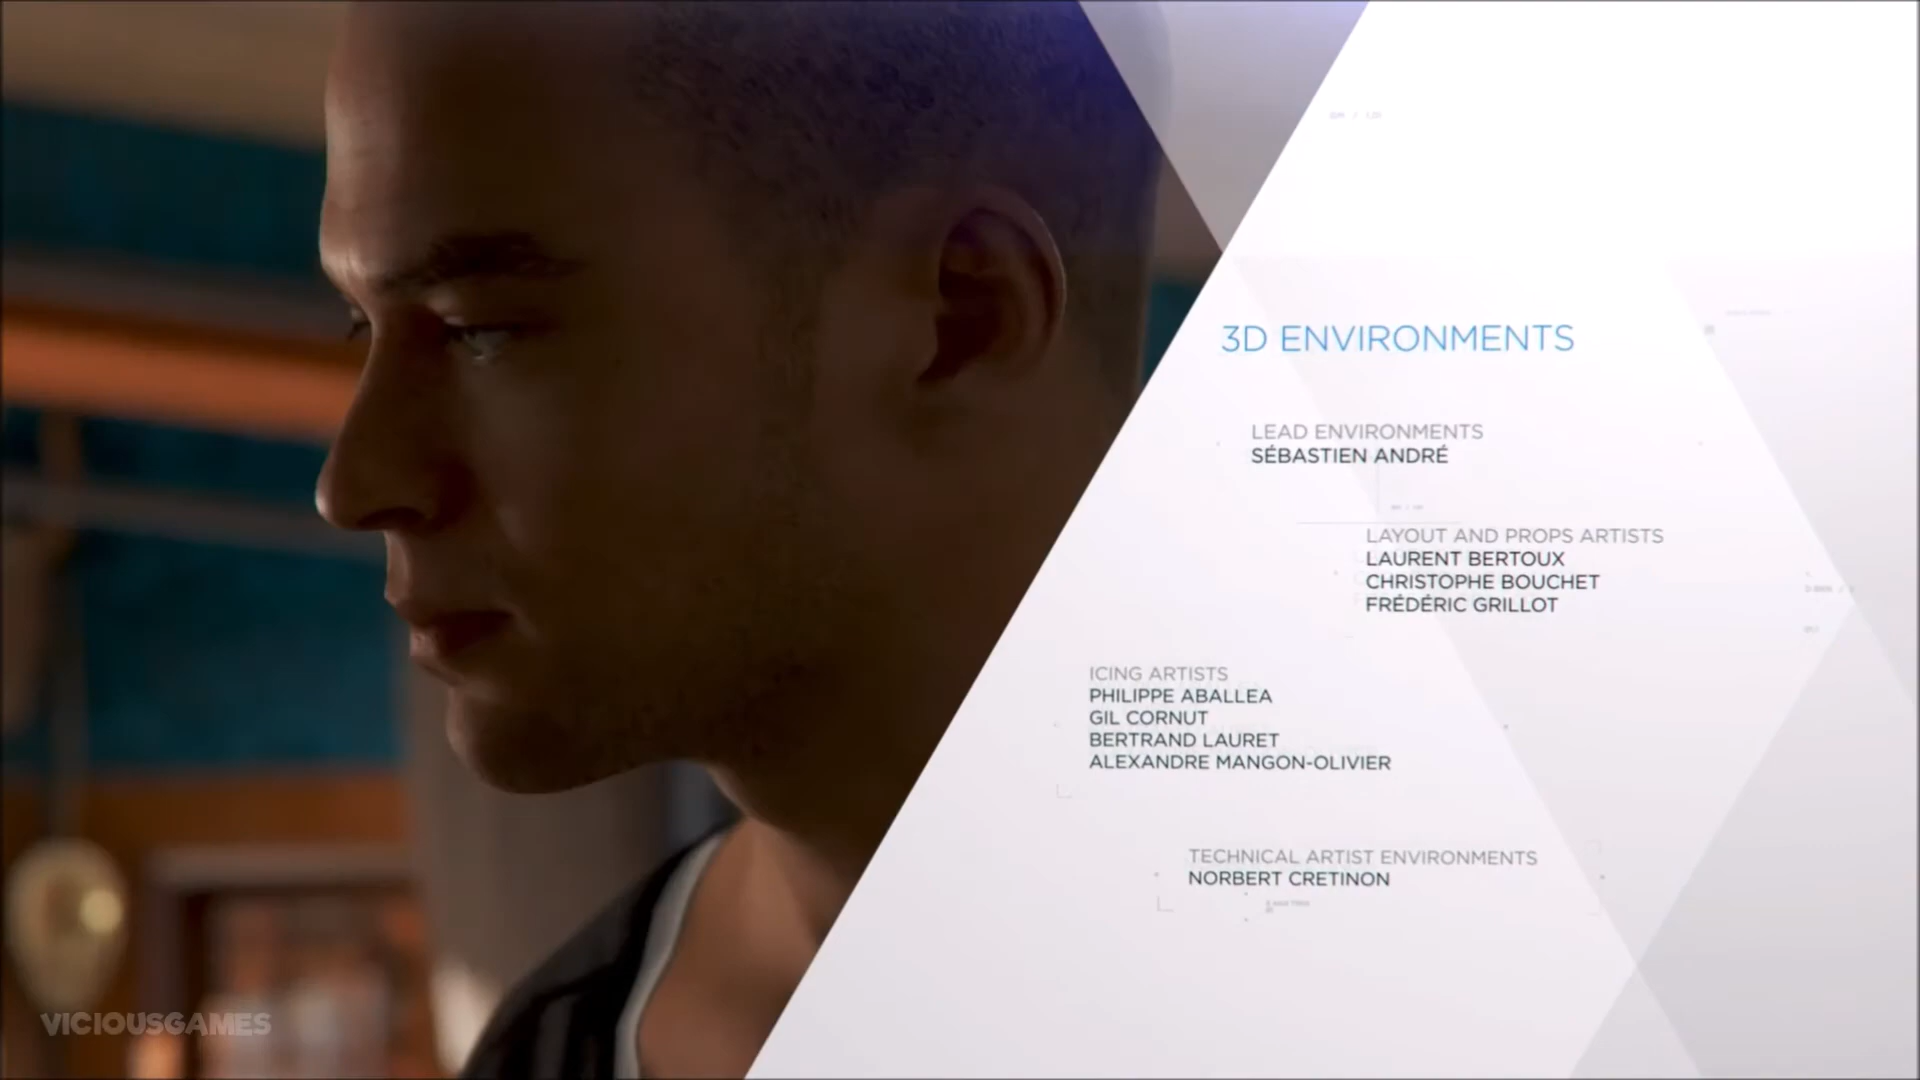 3D ENVIRONMENTS
LEAD ENVIRONMENTS
SÉBASTIEN ANDRÉ
LAYOUT AND PROPS ARTISTS
LAURENT BERTOUX
CHRISTOPHE BOUCHET
FRÉDÉRIC GRILLOT
ICING ARTISTS
PHILIPPE ABALLEA
GIL CORNUT
BERTRAND LAURET
ALEXANDRE MANGON-OLIVIER
TECHNICAL ARTIST ENVIRONMENTS
NORBERT CRETINON
VICIOUSGAMES